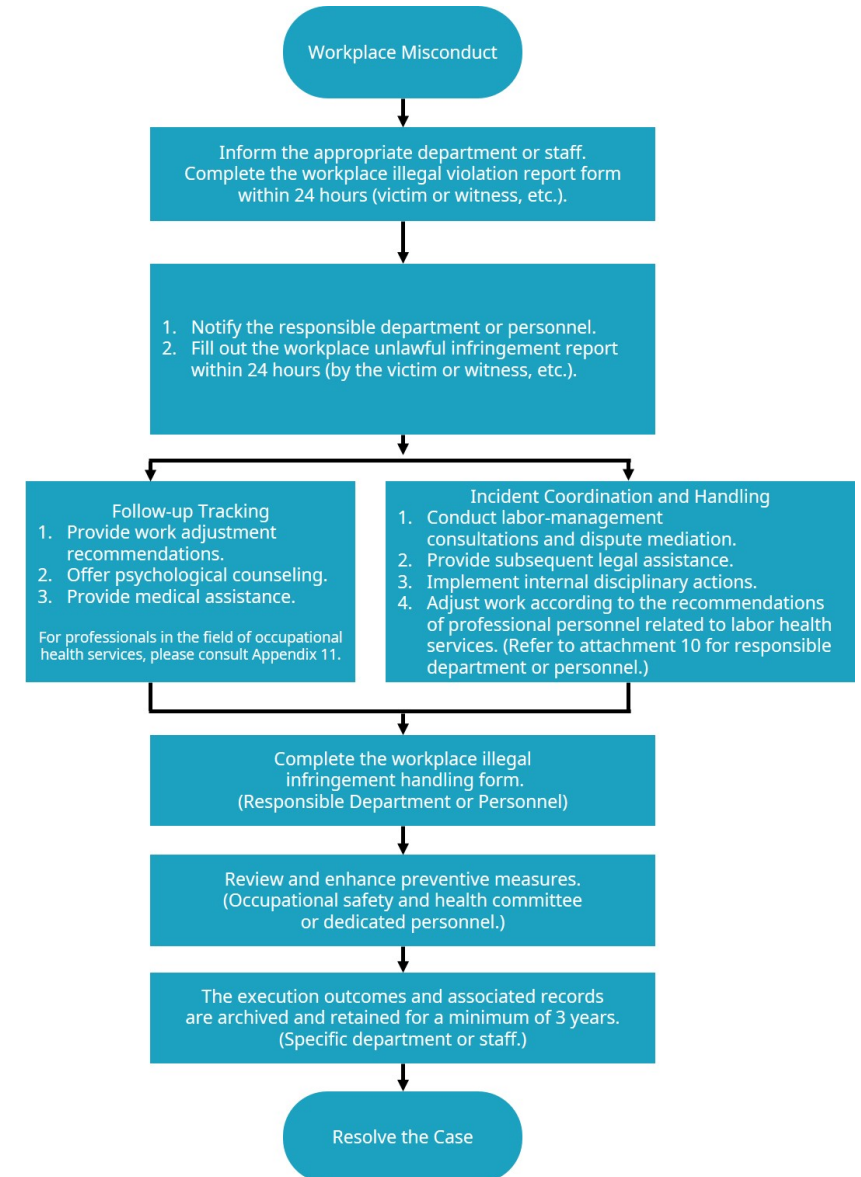 Workplace Misconduct
Inform the appropriate department or staff.
Complete the workplace illegal violation report form
within 24 hours (victim or witness, etc.).
1. Notify the responsible department or personnel.
2. Fill out the workplace unlawful infringement report
within 24 hours (by the victim or witness, etc.).
Follow-up Tracking
1. Provide work adjustment
recommendations.
2. Offer psychological counseling.
3. Provide medical assistance.
For professionals in the field of occupational
health services, please consult Appendix 11.
Incident Coordination and Handling
1. Conduct labor-management
consultations and dispute mediation.
2. Provide subsequent legal assistance.
3. Implement internal disciplinary actions.
4. Adjust work according to the recommendations
of professional personnel related to labor health
services. (Refer to attachment 10 for responsible
department or personnel.)
Complete the workplace illegal
infringement handling form.
(Responsible Department or Personnel)
Review and enhance preventive measures.
(Occupational safety and health committee
or dedicated personnel.)
The execution outcomes and associated records
are archived and retained for a minimum of 3 years.
(Specific department or staff.)
Resolve the Case